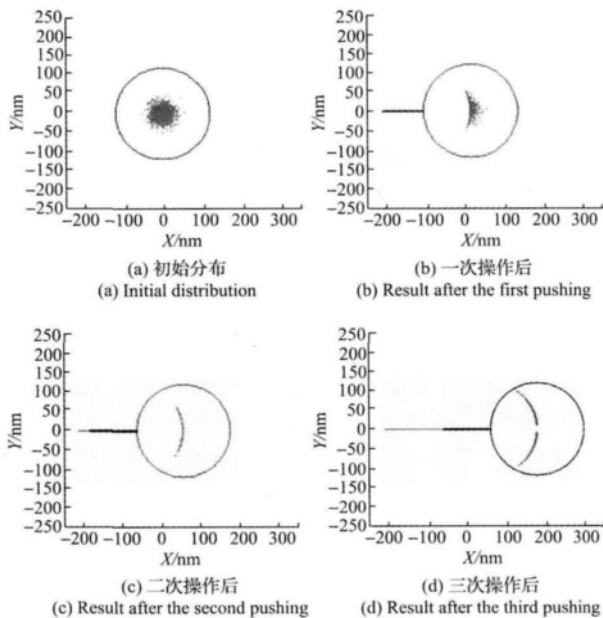 250
200
150
100
50
0
-50
-100
-150
-200
-250
Y/nm
-200 -100 0 100 200 300
X/nm
(a) 初始分布
(a) Initial distribution
250
200
150
100
50
0
-50
-100
-150
-200
-250
Y/nm
-200 -100 0 100 200 300
X/nm
(b) 一次操作后
(b) Result after the first pushing
250
200
150
100
50
0
-50
-100
-150
-200
-250
Y/nm
-200 -100 0 100 200 300
X/nm
(c) 二次操作后
(c) Result after the second pushing
250
200
150
100
50
0
-50
-100
-150
-200
-250
Y/nm
-200 -100 0 100 200 300
X/nm
(d) 三次操作后
(d) Result after the third pushing